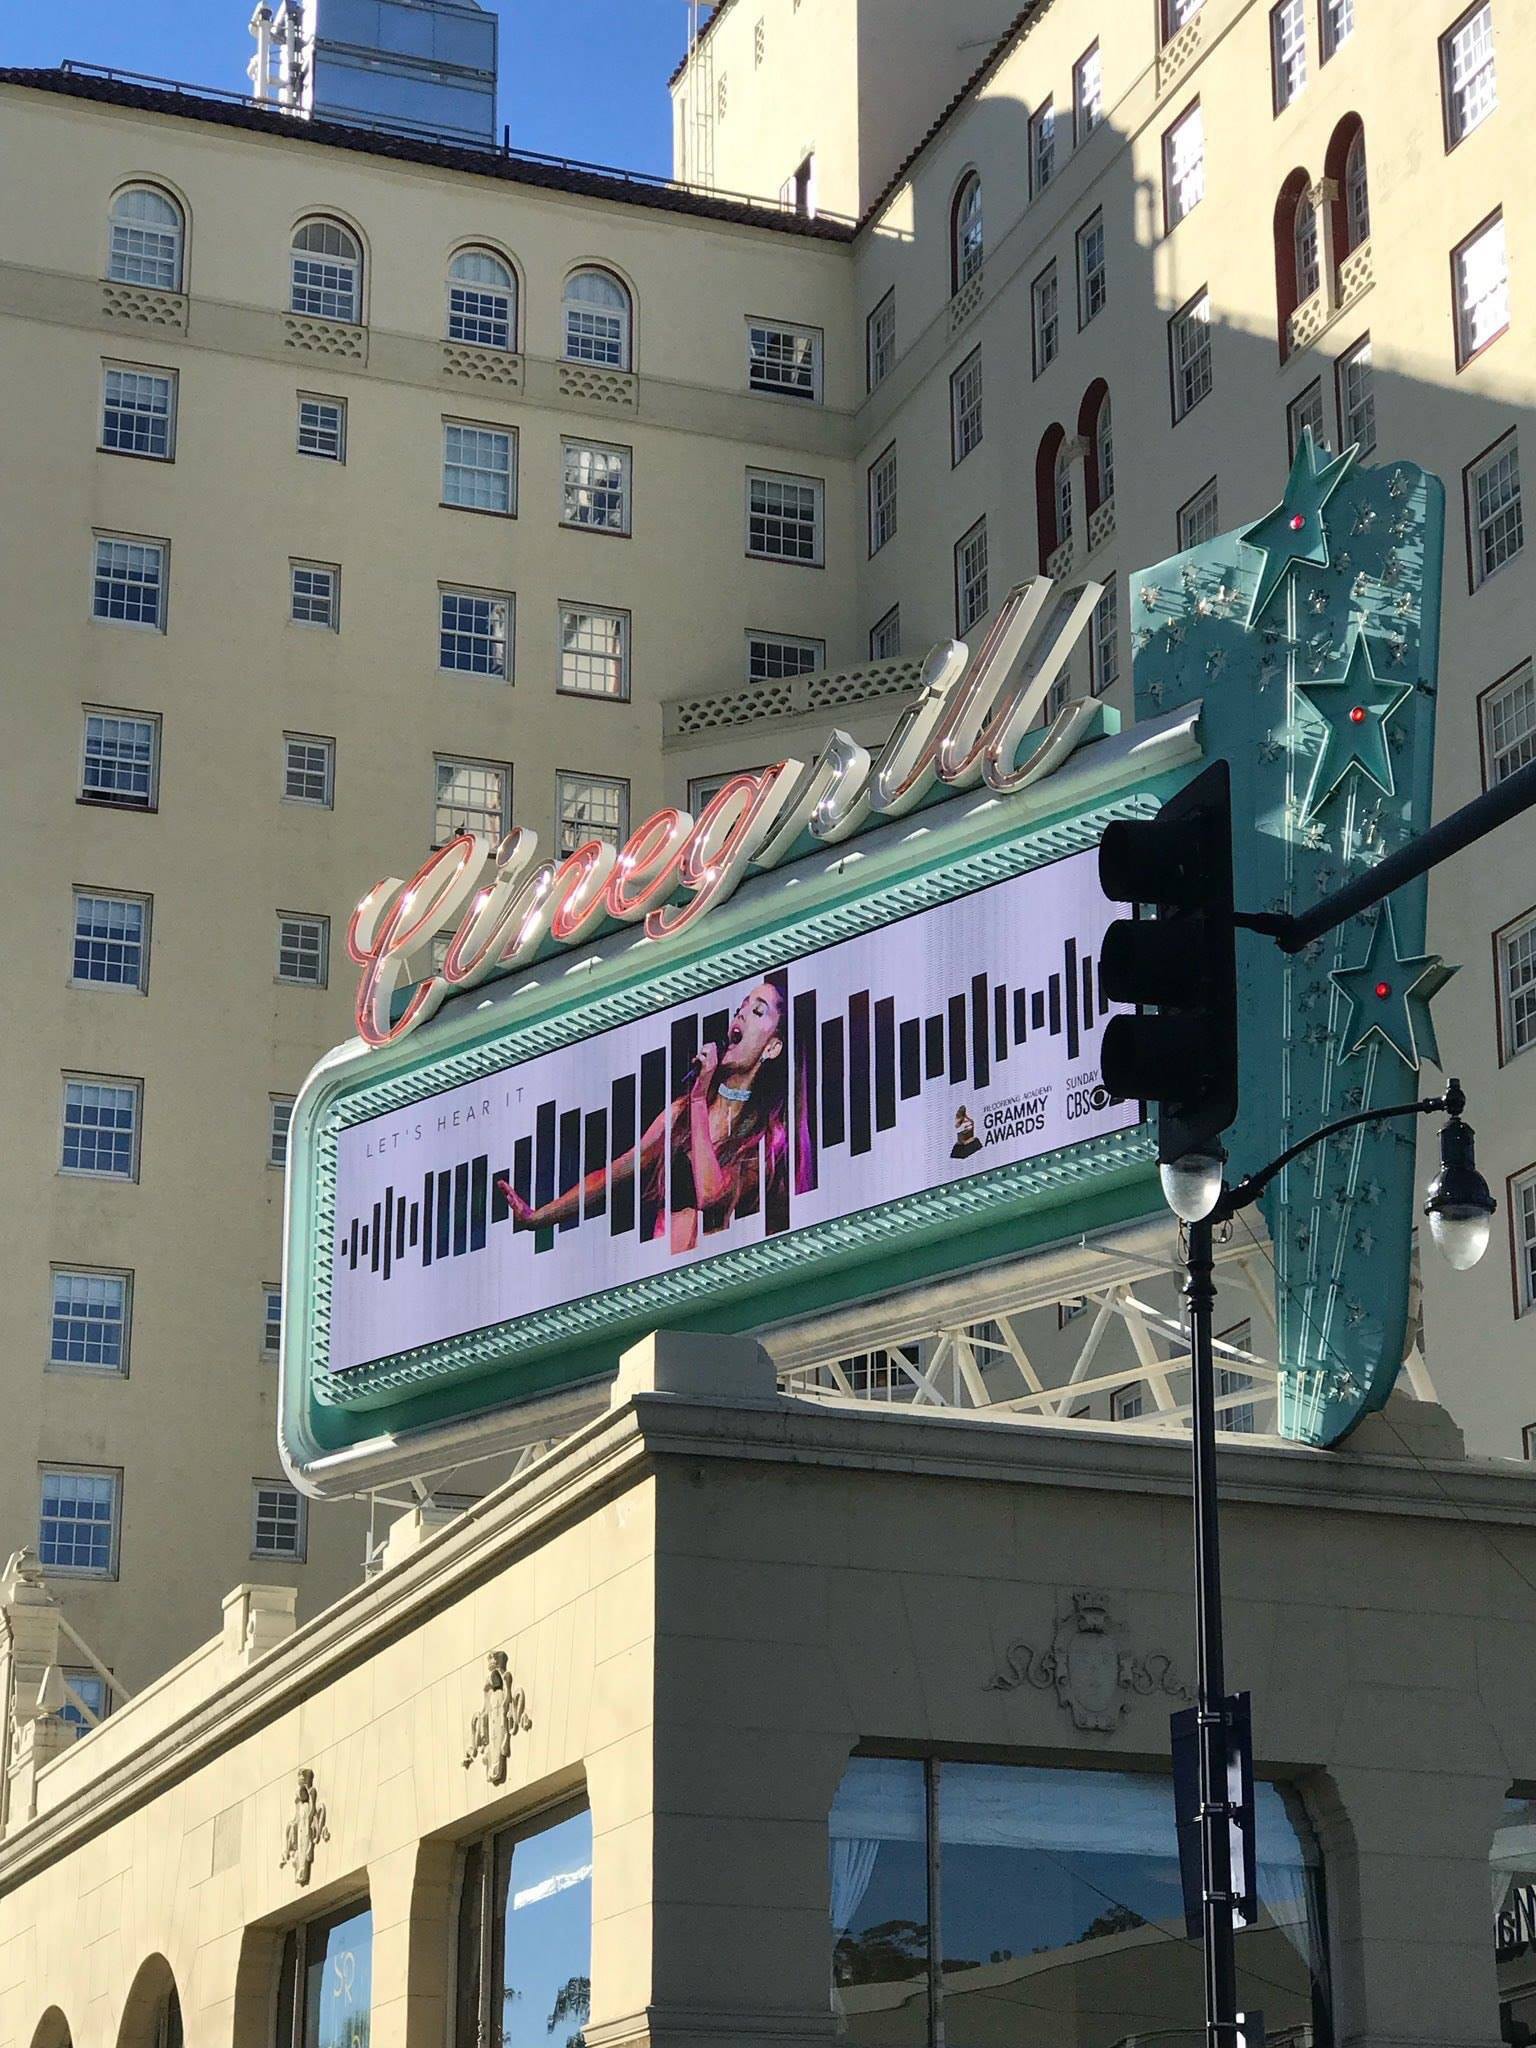 Cinegrill
LET'S HEAR IT
RECORDING ACADEMY
GRAMMY
AWARDS
SUNDAY
CBS